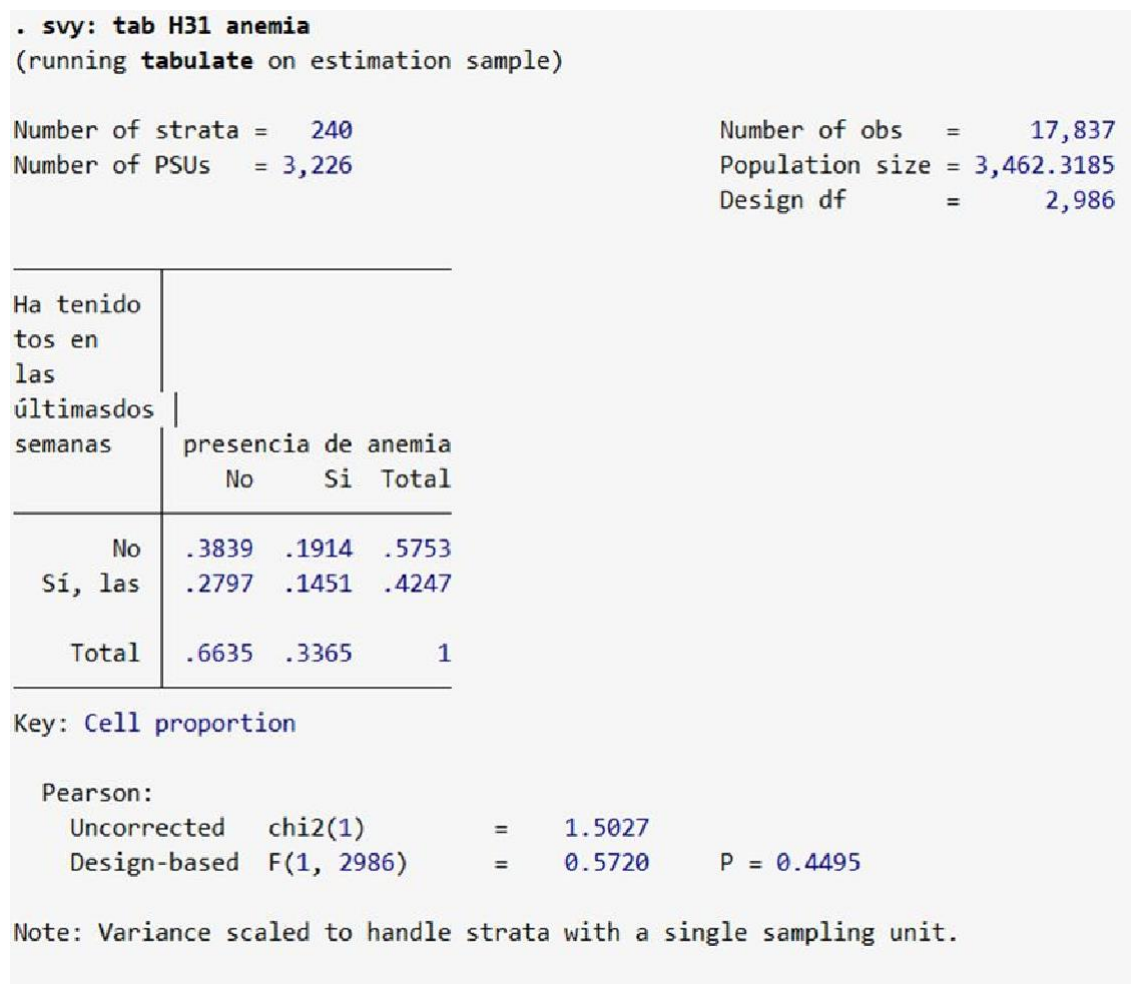 . svy: tab H31 anemia
(running tabulate on estimation sample)
Number of strata =   240                          Number of obs   =     17,837
Number of PSUs   = 3,226                          Population size = 3,462.3185
                                                  Design df       =      2,986
Ha tenido
tos en
las
últimasdos |
semanas      presencia de anemia
                No     Si  Total
       No    .3839  .1914  .5753
  Sí, las    .2797  .1451  .4247
    Total    .6635  .3365      1
Key: Cell proportion
  Pearson:
    Uncorrected   chi2(1)         =    1.5027
    Design-based  F(1, 2986)      =    0.5720     P = 0.4495
Note: Variance scaled to handle strata with a single sampling unit.